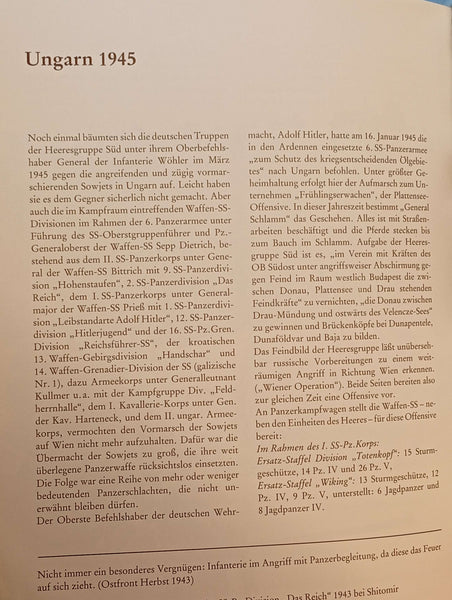 Ungarn 1945
Noch einmal bäumten sich die deutschen Truppen
der Heeresgruppe Süd unter ihrem Oberbefehls-
haber General der Infanterie Wöhler im März
1945 gegen die angreifenden und zügig vormar-
schierenden Sowjets in Ungarn auf. Leicht haben
sie es dem Gegner sicherlich nicht gemacht. Aber
auch die im Kampfraum eintreffenden Waffen-SS-
Divisionen im Rahmen der 6. Panzerarmee unter
Führung des SS-Oberstgruppenführer und Pz.-
Generaloberst der Waffen-SS Sepp Dietrich, beste-
hend aus dem II. SS-Panzerkorps unter Gene-
ral der Waffen-SS Bittrich mit 9. SS-Panzerdivi-
sion „Hohenstaufen“, 2. SS-Panzerdivision „Das
Reich“, dem I. SS-Panzerkorps unter General-
major der Waffen-SS Prieß mit 1. SS-Panzerdivi-
sion „Leibstandarte Adolf Hitler“, 12. SS-Panzer-
division „Hitlerjugend“ und der 16. SS-Pz. Gren.
Division „Reichsführer-SS“, der kroatischen
13. Waffen-Gebirgsdivision „Handschar“ und
14. Waffen-Grenadier-Division der SS (galizische
Nr. 1), dazu Armeekorps unter Generalleutnant
Kullmer u.a. mit der Kampfgruppe Div. „Feld-
herrnhalle“, dem I. Kavallerie-Korps unter Gen.
der Kav. Harteneck, und dem II. ungar. Armee-
korps, vermochten den Vormarsch der Sowjets
auf Wien nicht mehr aufzuhalten. Dafür war die
Übermacht der Sowjets zu groß, die ihre weit
überlegene Panzerwaffe rücksichtslos einsetzten.
Die Folge war eine Reihe von mehr oder weniger
bedeutenden Panzerschlachten, die nicht un-
erwähnt bleiben dürfen.
Der Oberste Befehlshaber der deutschen Wehr-
macht, Adolf Hitler, hatte am 16. Januar 1945 die
in den Ardennen eingesetzte 6. SS-Panzerarmee
„zum Schutz des kriegsentscheidenden Ölgebie-
tes“ nach Ungarn befohlen. Unter größter Ge-
heimhaltung erfolgt hier der Aufmarsch zum Un-
ternehmen „Frühlingserwachen“, der Plattensee-
Offensive. In dieser Jahreszeit bestimmt „General
Schlamm“ das Geschehen. Alles ist mit Straßen-
arbeiten beschäftigt und die Pferde stecken bis
zum Bauch im Schlamm. Aufgabe der Heeres-
gruppe Süd ist es, „im Verein mit Kräften des
OB Südost unter angriffsweiser Abschirmung ge-
gen Feind im Raum westlich Budapest die zwi-
schen Donau, Plattensee und Drau stehenden
Feindkräfte“ zu vernichten, „die Donau zwischen
Drau-Mündung und ostwärts des Velencze-Sees“
zu gewinnen und Brückenköpfe bei Dunapentele,
Dunaföldvar und Baja zu bilden.
Das Feindbild der Heeresgruppe läßt unüberseh-
bar russische Vorbereitungen zu einem weit-
räumigen Angriff in Richtung Wien erkennen.
(„Wiener Operation“). Beide Seiten bereiten also
zur gleichen Zeit eine Offensive vor.
An Panzerkampfwagen stellt die Waffen-SS – ne-
ben den Einheiten des Heeres – für diese Offensive
bereit:
Im Rahmen des I. SS-Pz. Korps:
Ersatz-Staffel Division „Totenkopf“: 15 Sturm-
geschütze, 14 Pz. IV und 26 Pz. V,
Ersatz-Staffel „Wiking“: 13 Sturmgeschütze, 12
Pz. IV, 9 Pz. V, unterstellt: 6 Jagdpanzer und
8 Jagdpanzer IV.
Nicht immer ein besonderes Vergnügen: Infanterie im Angriff mit Panzerbegleitung, da diese das Feuer
auf sich zieht. (Ostfront Herbst 1943)
Division „Das Reich“ 1943 bei Shitomir